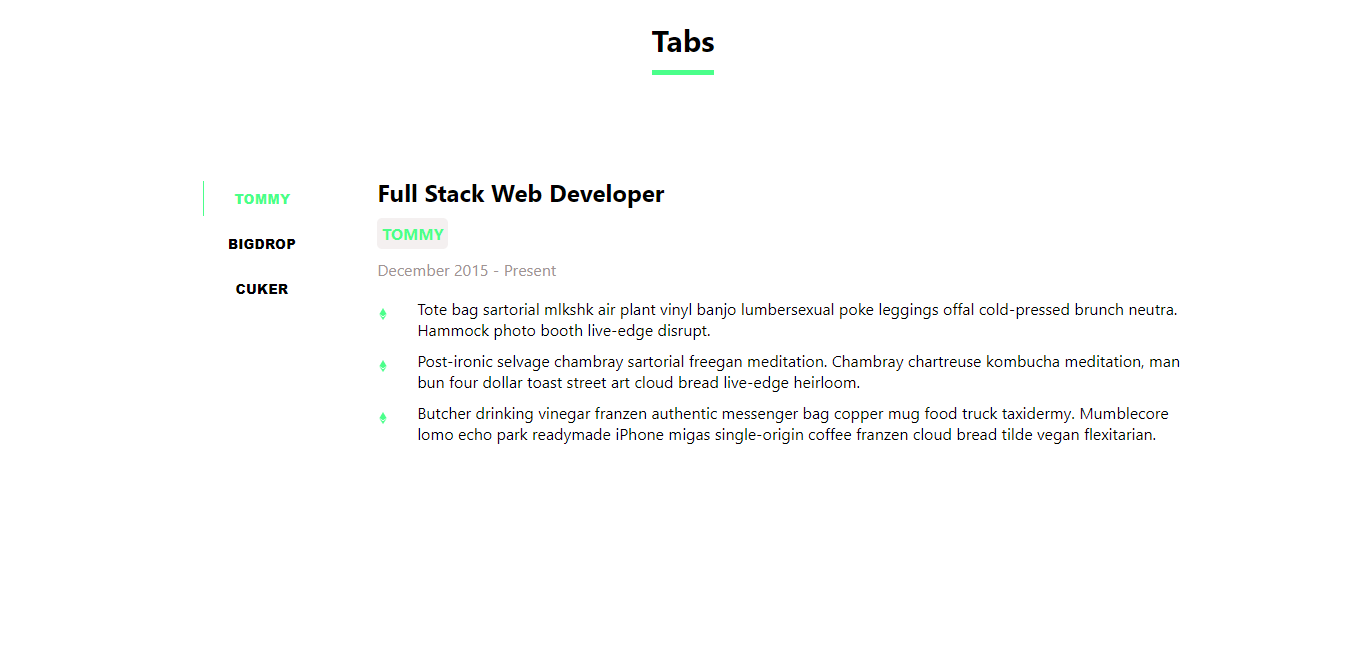 Tabs
TOMMY
BIGDROP
CUKER
Full Stack Web Developer
TOMMY
December 2015 - Present
Tote bag sartorial mlkshk air plant vinyl banjo lumbersexual poke leggings offal cold-pressed brunch neutra.
Hammock photo booth live-edge disrupt.
Post-ironic selvage chambray sartorial freegan meditation. Chambray chartreuse kombucha meditation, man
bun four dollar toast street art cloud bread live-edge heirloom.
Butcher drinking vinegar franzen authentic messenger bag copper mug food truck taxidermy. Mumblecore
lomo echo park readymade iPhone migas single-origin coffee franzen cloud bread tilde vegan flexitarian.